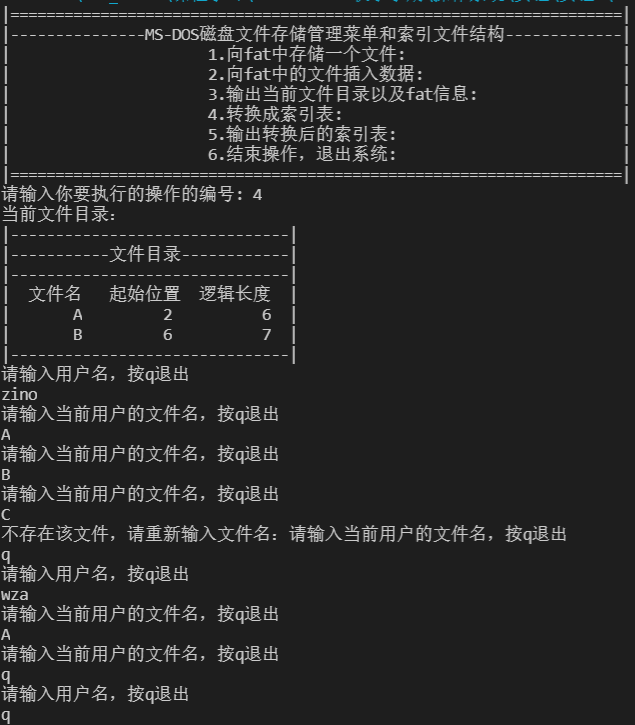 |====================================================================|
|---------------MS-DOS磁盘文件存储管理菜单和索引文件结构-------------|
| 1.向fat中存储一个文件: |
| 2.向fat中的文件插入数据: |
| 3.输出当前文件目录以及fat信息: |
| 4.转换成索引表: |
| 5.输出转换后的索引表: |
| 6.结束操作，退出系统: |
|====================================================================|
请输入你要执行的操作的编号: 4
当前文件目录:
|-------------------------------|
|-----------文件目录------------|
|-------------------------------|
| 文件名 起始位置 逻辑长度 |
| A 2 6 |
| B 6 7 |
|-------------------------------|
请输入用户名，按q退出
zino
请输入当前用户的文件名，按q退出
A
请输入当前用户的文件名，按q退出
B
请输入当前用户的文件名，按q退出
C
不存在该文件，请重新输入文件名: 请输入当前用户的文件名，按q退出
q
请输入用户名，按q退出
wza
请输入当前用户的文件名，按q退出
A
请输入当前用户的文件名，按q退出
q
请输入用户名，按q退出
q